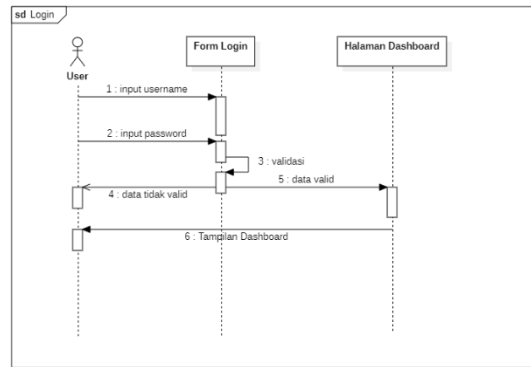 sd Login
Form Login
Halaman Dashboard
User
1 : input username
2 : input password
3 : validasi
5 : data valid
4 : data tidak valid
6 : Tampilan Dashboard